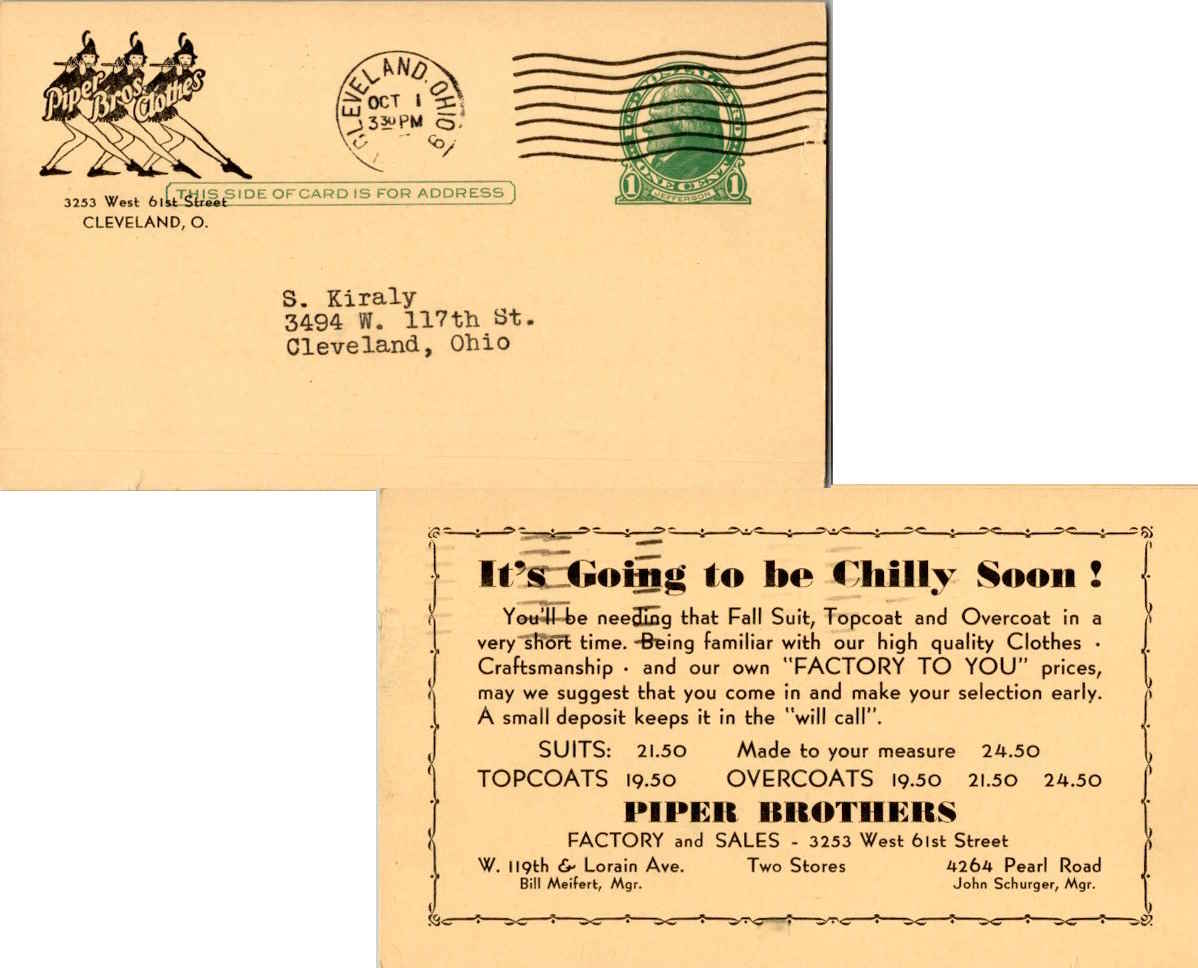 Piper Bros. Clothes
3253 West 61st Street
CLEVELAND, O.
CLEVELAND, OHIO
OCT 1
3 30 PM
THIS SIDE OF CARD IS FOR ADDRESS
1 ONE CENT 1
JEFFERSON
S. Kiraly
3494 W. 117th St.
Cleveland, Ohio
It's Going to be Chilly Soon !
You'll be needing that Fall Suit, Topcoat and Overcoat in a
very short time. Being familiar with our high quality Clothes ·
Craftsmanship · and our own "FACTORY TO YOU" prices,
may we suggest that you come in and make your selection early.
A small deposit keeps it in the "will call".
SUITS: 21.50 Made to your measure 24.50
TOPCOATS 19.50 OVERCOATS 19.50 21.50 24.50
PIPER BROTHERS
FACTORY and SALES - 3253 West 61st Street
W. 119th & Lorain Ave. Two Stores 4264 Pearl Road
Bill Meifert, Mgr. John Schurger, Mgr.